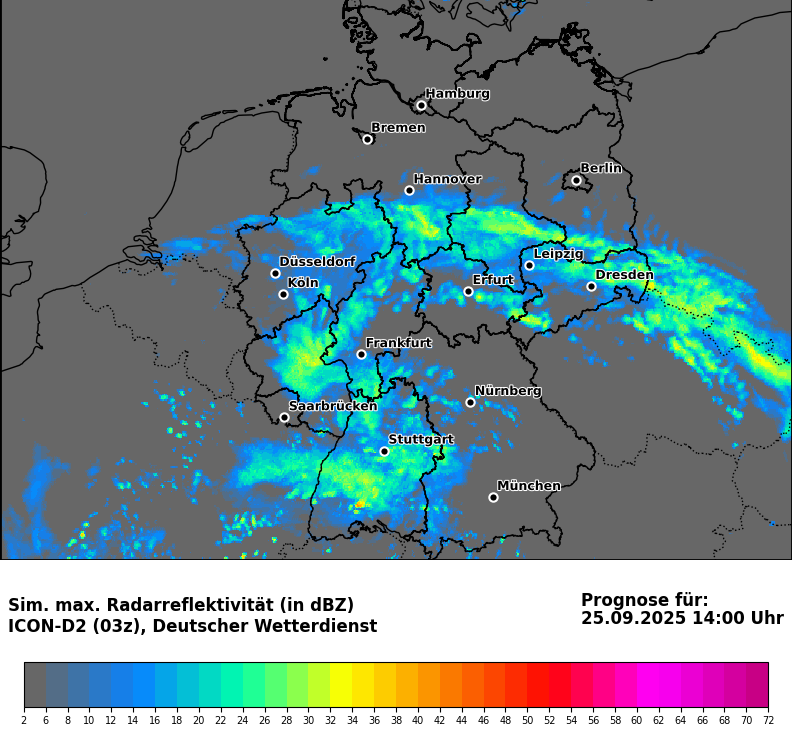 Hamburg
Bremen
Berlin
Hannover
Leipzig
Düsseldorf
Dresden
Köln
Erfurt
Frankfurt
Nürnberg
Saarbrücken
Stuttgart
München
Sim. max. Radarreflektivität (in dBZ)
ICON-D2 (03z), Deutscher Wetterdienst
Prognose für:
25.09.2025 14:00 Uhr
2 6 8 10 12 14 16 18 20 22 24 26 28 30 32 34 36 38 40 42 44 46 48 50 52 54 56 58 60 62 64 66 68 70 72